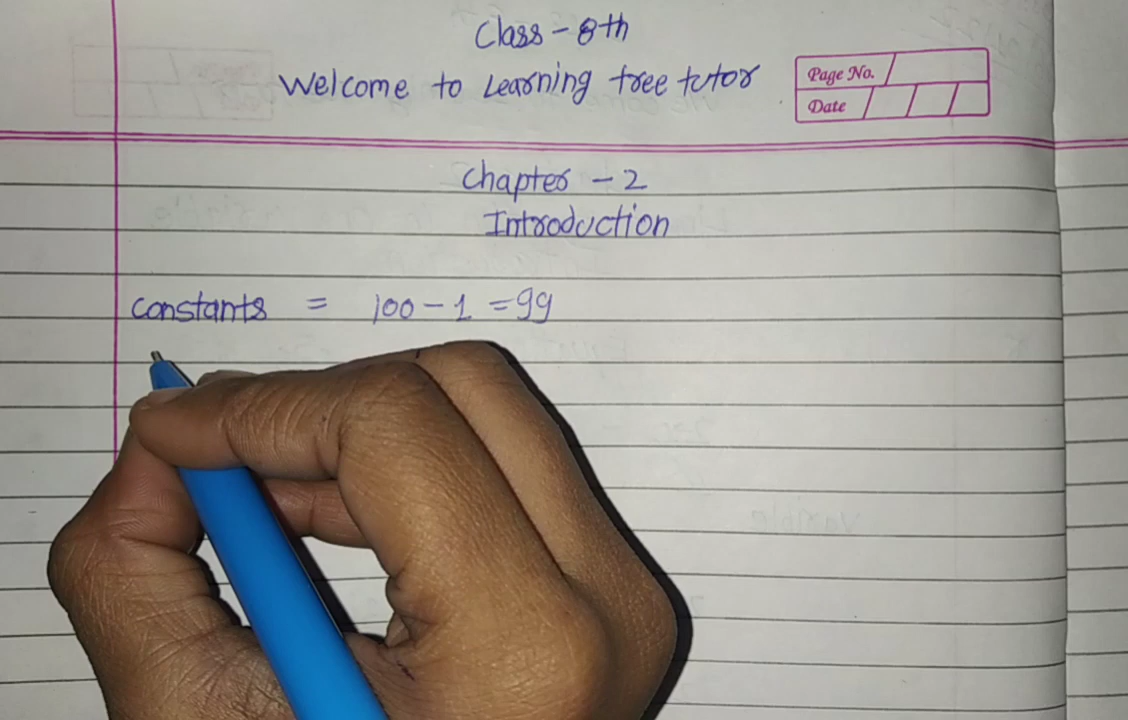 Class - 8th
Welcome to Learning tree tutor
Page No.
Date
Chapter - 2
Introduction
constants = 100 - 1 = 99